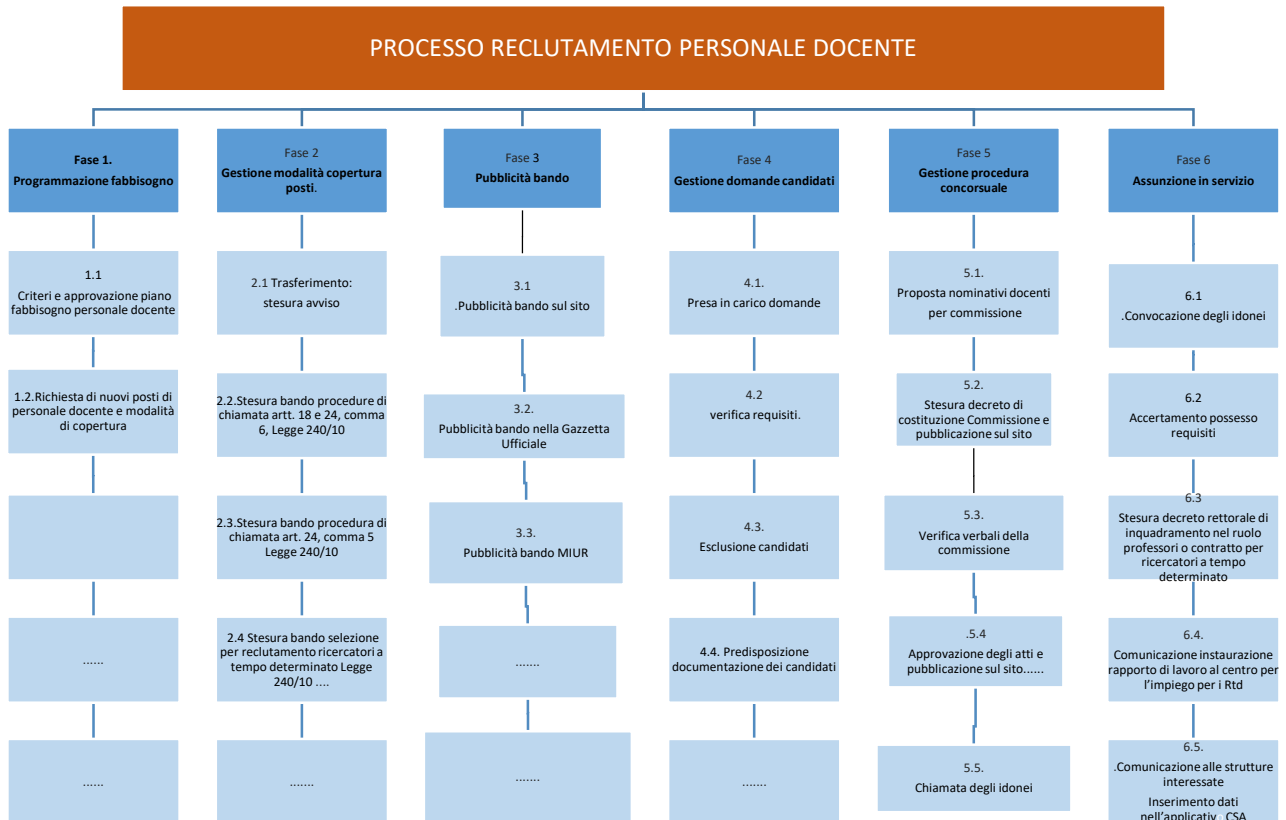 PROCESSO RECLUTAMENTO PERSONALE DOCENTE
Fase 1.
Programmazione fabbisogno
1.1
Criteri e approvazione piano
fabbisogno personale docente
1.2.Richiesta di nuovi posti di
personale docente e modalità
di copertura
......
......
Fase 2
Gestione modalità copertura
posti.
2.1 Trasferimento:
stesura avviso
2.2.Stesura bando procedure di
chiamata artt. 18 e 24, comma
6, Legge 240/10
2.3.Stesura bando procedura di
chiamata art. 24, comma 5
Legge 240/10
2.4 Stesura bando selezione
per reclutamento ricercatori a
tempo determinato Legge
240/10 ....
.......
Fase 3
Pubblicità bando
3.1
.Pubblicità bando sul sito
3.2.
Pubblicità bando nella Gazzetta
Ufficiale
3.3.
Pubblicità bando MIUR
.......
.......
Fase 4
Gestione domande candidati
4.1.
Presa in carico domande
4.2
verifica requisiti.
4.3.
Esclusione candidati
4.4. Predisposizione
documentazione dei candidati
.......
Fase 5
Gestione procedura
concorsuale
5.1.
Proposta nominativi docenti
per commissione
5.2.
Stesura decreto di
costituzione Commissione e
pubblicazione sul sito
5.3.
Verifica verbali della
commissione
.5.4
Approvazione degli atti e
pubblicazione sul sito......
5.5.
Chiamata degli idonei
Fase 6
Assunzione in servizio
6.1
.Convocazione degli idonei
6.2
Accertamento possesso
requisiti
6.3
Stesura decreto rettorale di
inquadramento nel ruolo
professori o contratto per
ricercatori a tempo
determinato
6.4.
Comunicazione instaurazione
rapporto di lavoro al centro per
l'impiego per i Rtd
6.5.
.Comunicazione alle strutture
interessate
Inserimento dati
nell'applicativo CSA